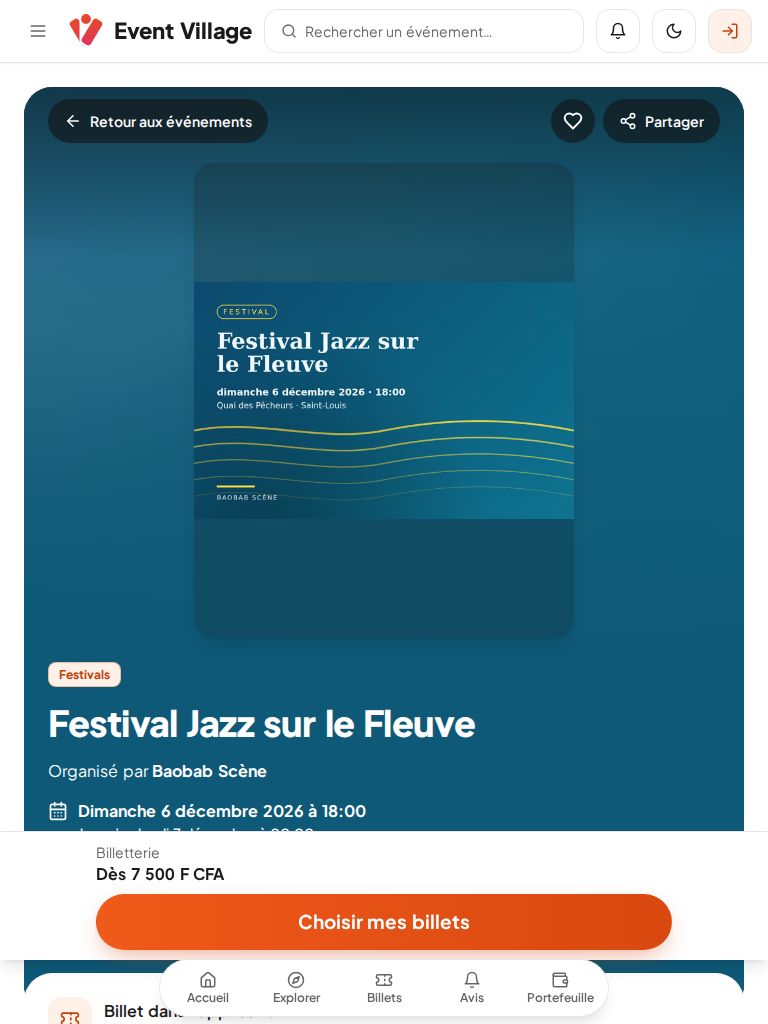 Event Village
Rechercher un événement...
Retour aux événements
Partager
FESTIVAL
Festival Jazz sur
le Fleuve
dimanche 6 décembre 2026 · 18:00
Quai des Pêcheurs · Saint-Louis
BAOBAB SCÈNE
Festivals
Festival Jazz sur le Fleuve
Organisé par Baobab Scène
Dimanche 6 décembre 2026 à 18:00
Billetterie
Dès 7 500 F CFA
Choisir mes billets
Accueil
Explorer
Billets
Avis
Portefeuille
Billet dans